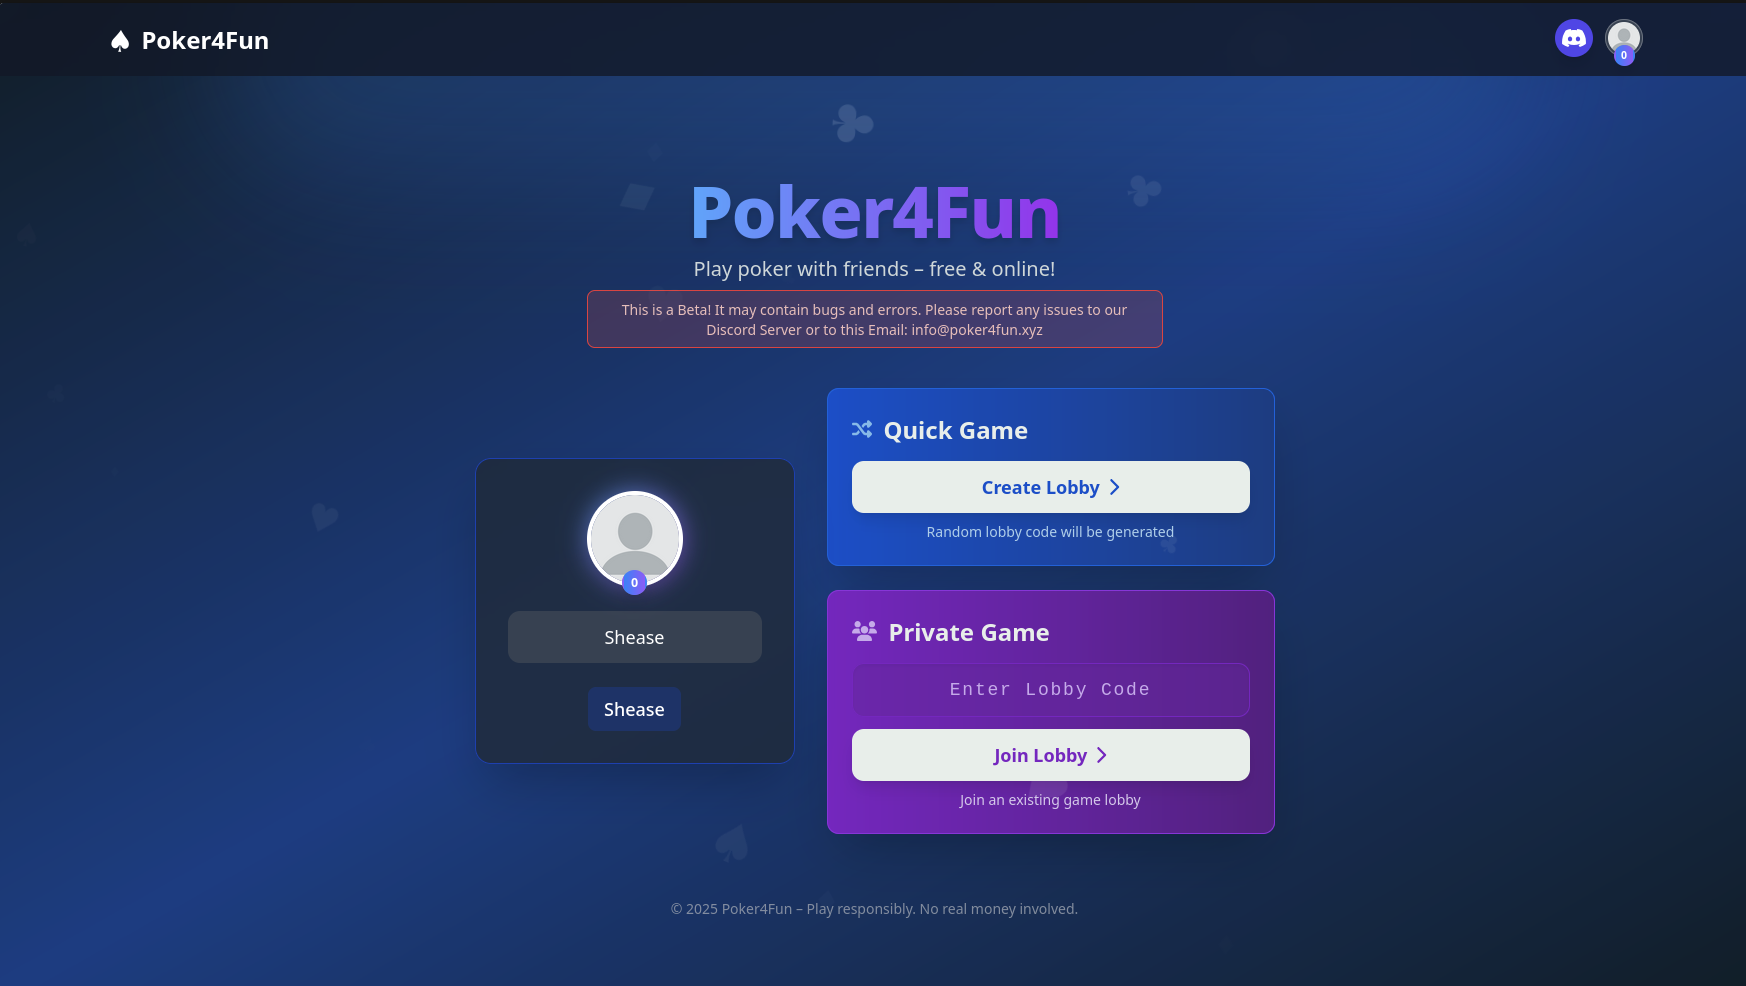 Poker4Fun
0
Poker4Fun
Play poker with friends – free & online!
This is a Beta! It may contain bugs and errors. Please report any issues to our
Discord Server or to this Email: info@poker4fun.xyz
0
Shease
Shease
Quick Game
Create Lobby
Random lobby code will be generated
Private Game
Enter Lobby Code
Join Lobby
Join an existing game lobby
© 2025 Poker4Fun – Play responsibly. No real money involved.